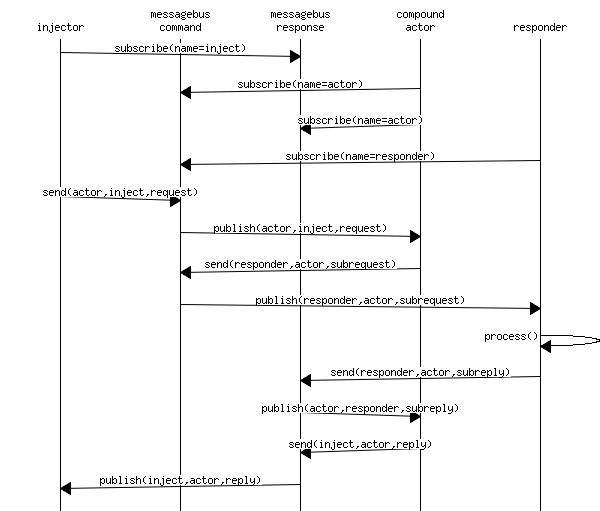 messagebus messagebus compound
injector command response actor responder
subscribe(name=inject)
subscribe(name=actor)
subscribe(name=actor)
subscribe(name=responder)
send(actor,inject,request)
publish(actor,inject,request)
send(responder,actor,subrequest)
publish(responder,actor,subrequest)
process()
send(responder,actor,subreply)
publish(actor,responder,subreply)
send(inject,actor,reply)
publish(inject,actor,reply)